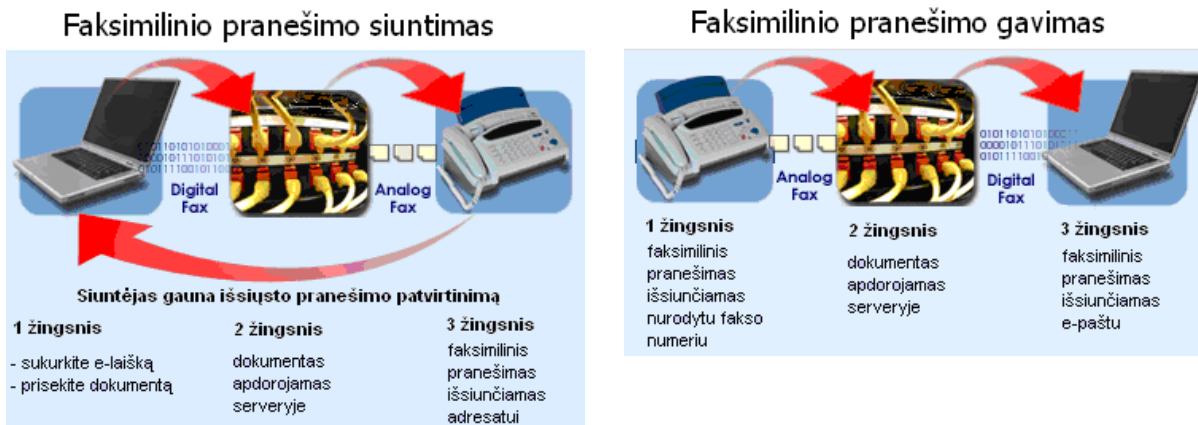 Faksimilinio pranešimo siuntimas
Digital
Fax
Analog
Fax
Siuntėjas gauna išsiųsto pranešimo patvirtinimą
1 žingsnis
- sukurkite e-laišką
- prisekite dokumentą
2 žingsnis
dokumentas
apdorojamas
serveryje
3 žingsnis
faksimilinis
pranešimas
išsiunčiamas
adresatui
Faksimilinio pranešimo gavimas
Analog
Fax
Digital
Fax
1 žingsnis
faksimilinis
pranešimas
išsiunčiamas
nurodytu fakso
numeriu
2 žingsnis
dokumentas
apdorojamas
serveryje
3 žingsnis
faksimilinis
pranešimas
išsiunčiamas
e-paštu